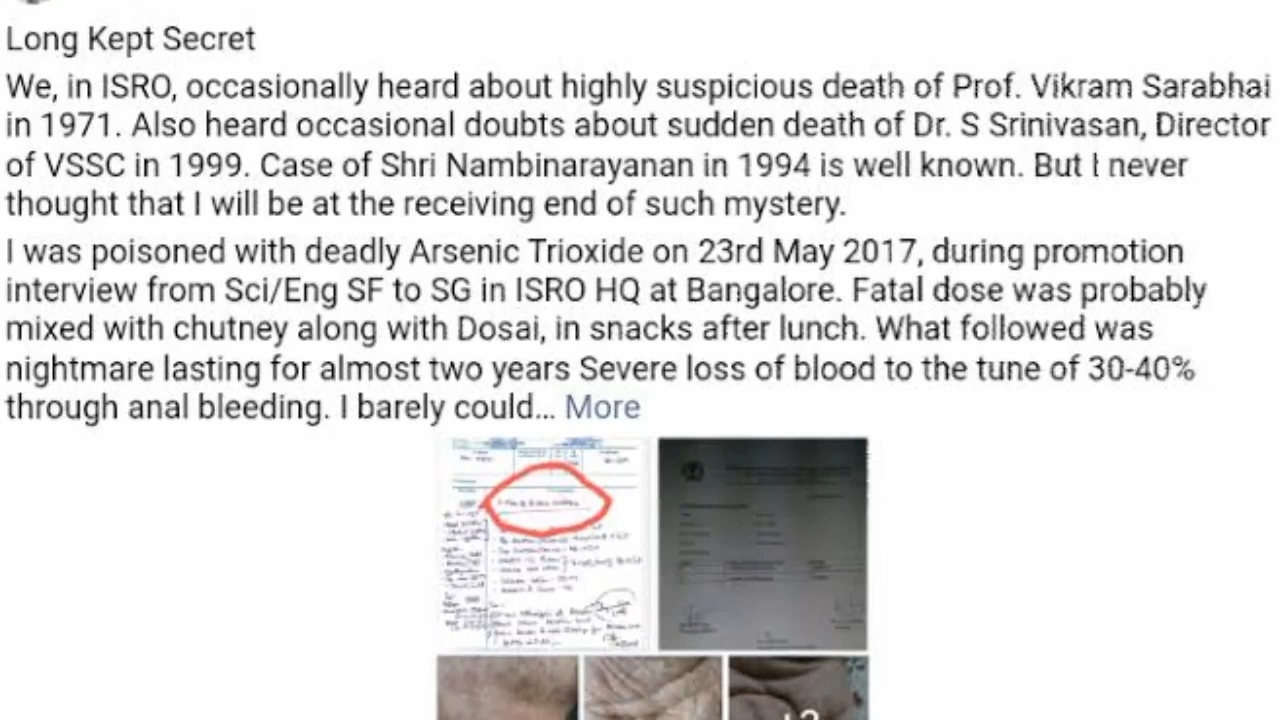 Long Kept Secret
We, in ISRO, occasionally heard about highly suspicious death of Prof. Vikram Sarabhai
in 1971. Also heard occasional doubts about sudden death of Dr. S Srinivasan, Director
of VSSC in 1999. Case of Shri Nambinarayanan in 1994 is well known. But I never
thought that I will be at the receiving end of such mystery.
I was poisoned with deadly Arsenic Trioxide on 23rd May 2017, during promotion
interview from Sci/Eng SF to SG in ISRO HQ at Bangalore. Fatal dose was probably
mixed with chutney along with Dosai, in snacks after lunch. What followed was
nightmare lasting for almost two years Severe loss of blood to the tune of 30-40%
through anal bleeding. I barely could... More